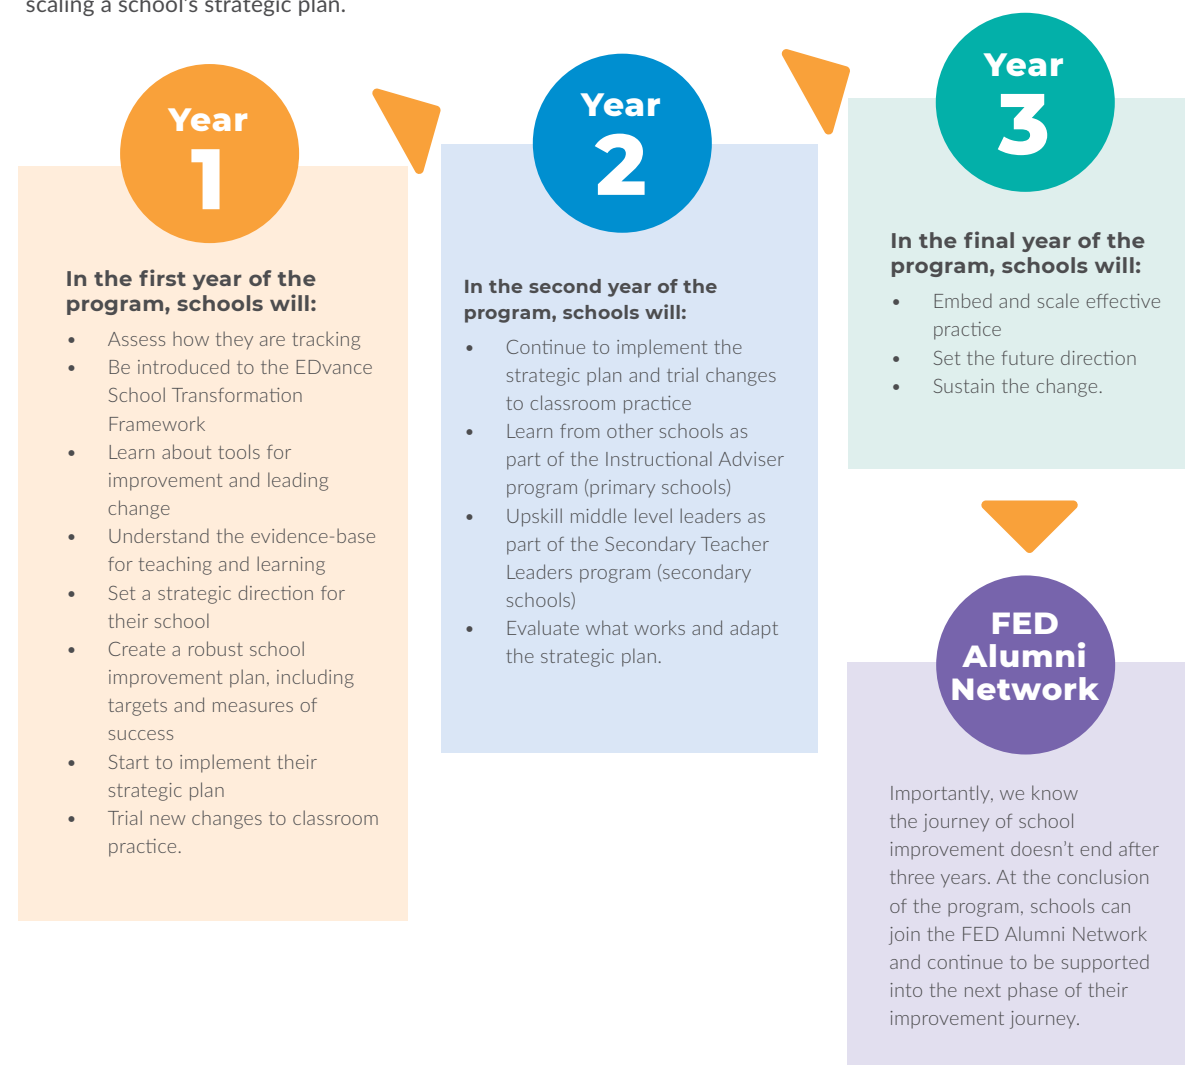 scaling a school's strategic plan.
Year
1
In the first year of the
program, schools will:
• Assess how they are tracking
• Be introduced to the EDvance
School Transformation
Framework
• Learn about tools for
improvement and leading
change
• Understand the evidence-base
for teaching and learning
• Set a strategic direction for
their school
• Create a robust school
improvement plan, including
targets and measures of
success
• Start to implement their
strategic plan
• Trial new changes to classroom
practice.
Year
2
In the second year of the
program, schools will:
• Continue to implement the
strategic plan and trial changes
to classroom practice
• Learn from other schools as
part of the Instructional Adviser
program (primary schools)
• Upskill middle level leaders as
part of the Secondary Teacher
Leaders program (secondary
schools)
• Evaluate what works and adapt
the strategic plan.
Year
3
In the final year of the
program, schools will:
• Embed and scale effective
practice
• Set the future direction
• Sustain the change.
FED
Alumni
Network
Importantly, we know
the journey of school
improvement doesn't end after
three years. At the conclusion
of the program, schools can
join the FED Alumni Network
and continue to be supported
into the next phase of their
improvement journey.